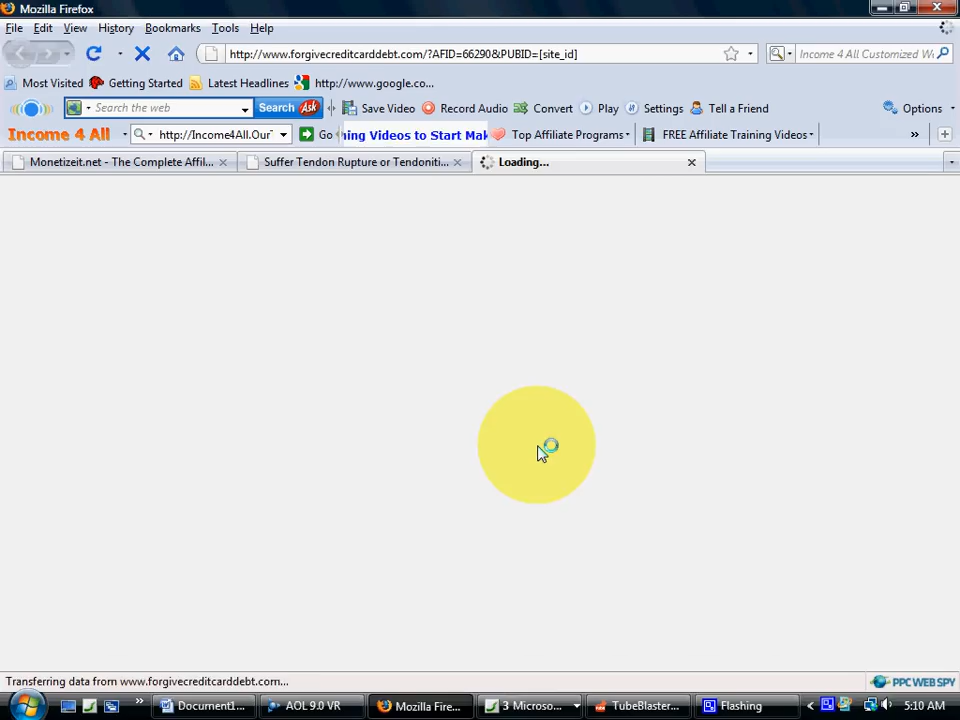 Mozilla Firefox
File Edit View History Bookmarks Tools Help
http://www.forgivecreditcarddebt.com/?AFID=66290&PUBID=[site_id]
Income 4 All Customized W
Most Visited Getting Started Latest Headlines http://www.google.co...
Search the web Search Ask Save Video Record Audio Convert Play Settings Tell a Friend Options
Income 4 All http://Income4All.Our Go ning Videos to Start Mak Top Affiliate Programs FREE Affiliate Training Videos »
Monetizeit.net - The Complete Affil... Suffer Tendon Rupture or Tendoniti... Loading...
Transferring data from www.forgivecreditcarddebt.com...
PPC WEB SPY
Document1... AOL 9.0 VR Mozilla Fire... 3 Microso... TubeBlaster... Flashing 5:10 AM